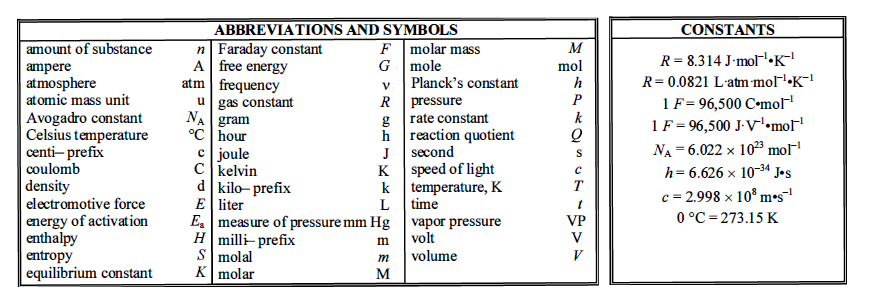 ABBREVIATIONS AND SYMBOLS
amount of substance n Faraday constant F molar mass M
ampere A free energy G mole mol
atmosphere atm frequency ν Planck's constant h
atomic mass unit u gas constant R pressure P
Avogadro constant N_A gram g rate constant k
Celsius temperature °C hour h reaction quotient Q
centi– prefix c joule J second s
coulomb C kelvin K speed of light c
density d kilo– prefix k temperature, K T
electromotive force E liter L time t
energy of activation Eₐ measure of pressure mm Hg vapor pressure VP
enthalpy H milli– prefix m volt V
entropy S molal m volume V
equilibrium constant K molar M
CONSTANTS
R = 8.314 J·mol⁻¹•K⁻¹
R = 0.0821 L·atm·mol⁻¹•K⁻¹
1 F = 96,500 C•mol⁻¹
1 F = 96,500 J·V⁻¹•mol⁻¹
N_A = 6.022 × 10²³ mol⁻¹
h = 6.626 × 10⁻³⁴ J•s
c = 2.998 × 10⁸ m•s⁻¹
0 °C = 273.15 K